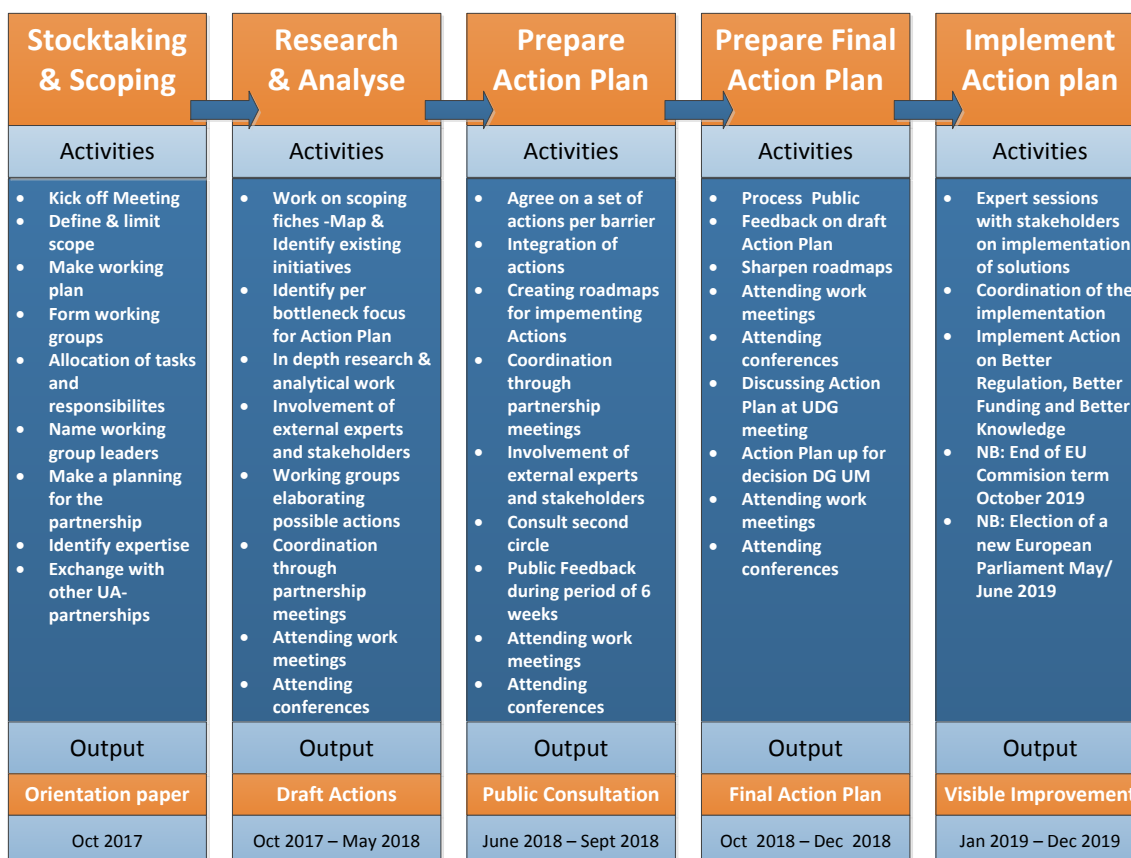 Stocktaking
& Scoping
Activities
• Kick off Meeting
• Define & limit
scope
• Make working
plan
• Form working
groups
• Allocation of tasks
and
responsibilites
• Name working
group leaders
• Make a planning
for the
partnership
• Identify expertise
• Exchange with
other UA-
partnerships
Output
Orientation paper
Oct 2017
Research
& Analyse
Activities
• Work on scoping
fiches -Map &
Identify existing
initiatives
• Identify per
bottleneck focus
for Action Plan
• In depth research &
analytical work
• Involvement of
external experts
and stakeholders
• Working groups
elaborating
possible actions
• Coordination
through
partnership
meetings
• Attending work
meetings
• Attending
conferences
Output
Draft Actions
Oct 2017 – May 2018
Prepare
Action Plan
Activities
• Agree on a set of
actions per barrier
• Integration of
actions
• Creating roadmaps
for impementing
Actions
• Coordination
through
partnership
meetings
• Involvement of
external experts
and stakeholders
• Consult second
circle
• Public Feedback
during period of 6
weeks
• Attending work
meetings
• Attending
conferences
Output
Public Consultation
June 2018 – Sept 2018
Prepare Final
Action Plan
Activities
• Process Public
• Feedback on draft
Action Plan
• Sharpen roadmaps
• Attending work
meetings
• Attending
conferences
• Discussing Action
Plan at UDG
meeting
• Action Plan up for
decision DG UM
• Attending work
meetings
• Attending
conferences
Output
Final Action Plan
Oct 2018 – Dec 2018
Implement
Action plan
Activities
• Expert sessions
with stakeholders
on implementation
of solutions
• Coordination of the
implementation
• Implement Action
on Better
Regulation, Better
Funding and Better
Knowledge
• NB: End of EU
Commision term
October 2019
• NB: Election of a
new European
Parliament May/
June 2019
Output
Visible Improvement
Jan 2019 – Dec 2019